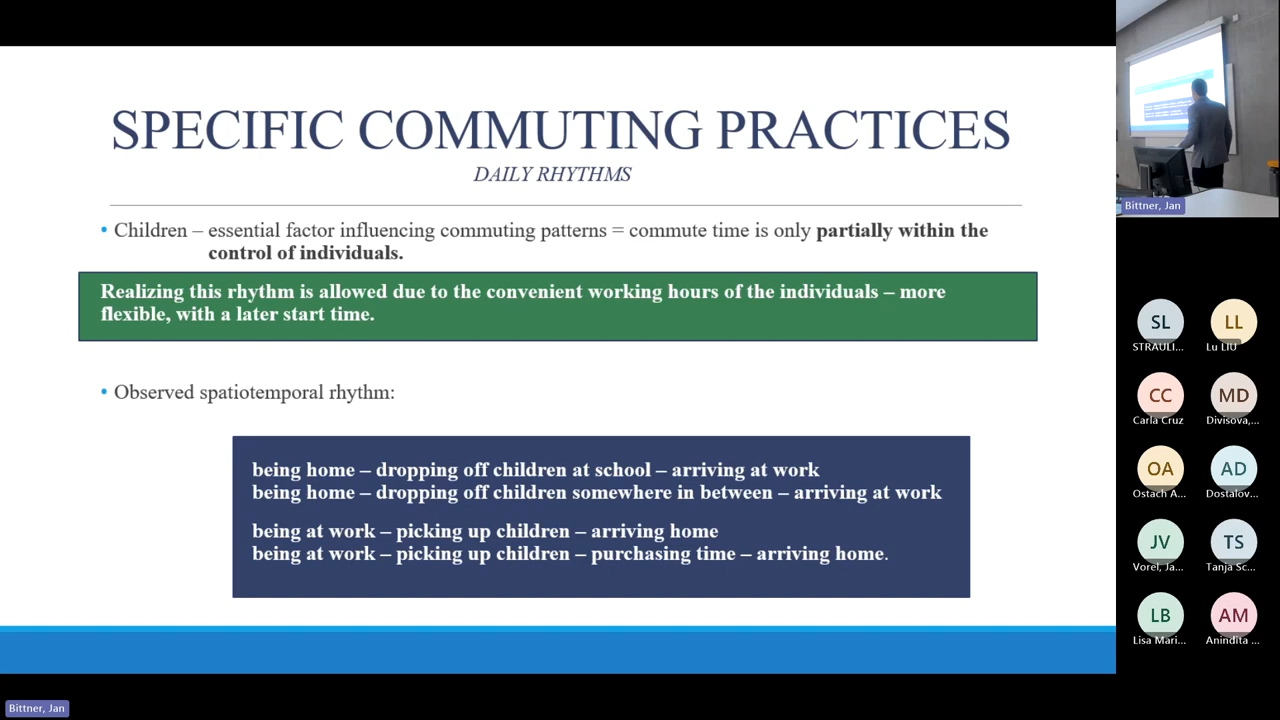 SPECIFIC COMMUTING PRACTICES
DAILY RHYTHMS
• Children – essential factor influencing commuting patterns = commute time is only partially within the
control of individuals.
Realizing this rhythm is allowed due to the convenient working hours of the individuals – more
flexible, with a later start time.
• Observed spatiotemporal rhythm:
being home – dropping off children at school – arriving at work
being home – dropping off children somewhere in between – arriving at work
being at work – picking up children – arriving home
being at work – picking up children – purchasing time – arriving home.
Bittner, Jan
Bittner, Jan
SL
LL
STRAULI...
Lu LIU
CC
MD
Carla Cruz
Divisova,...
OA
AD
Ostach A...
Dostalov...
JV
TS
Vorel, Ja...
Tanja Sc...
LB
AM
Lisa Mari...
Anindita ...